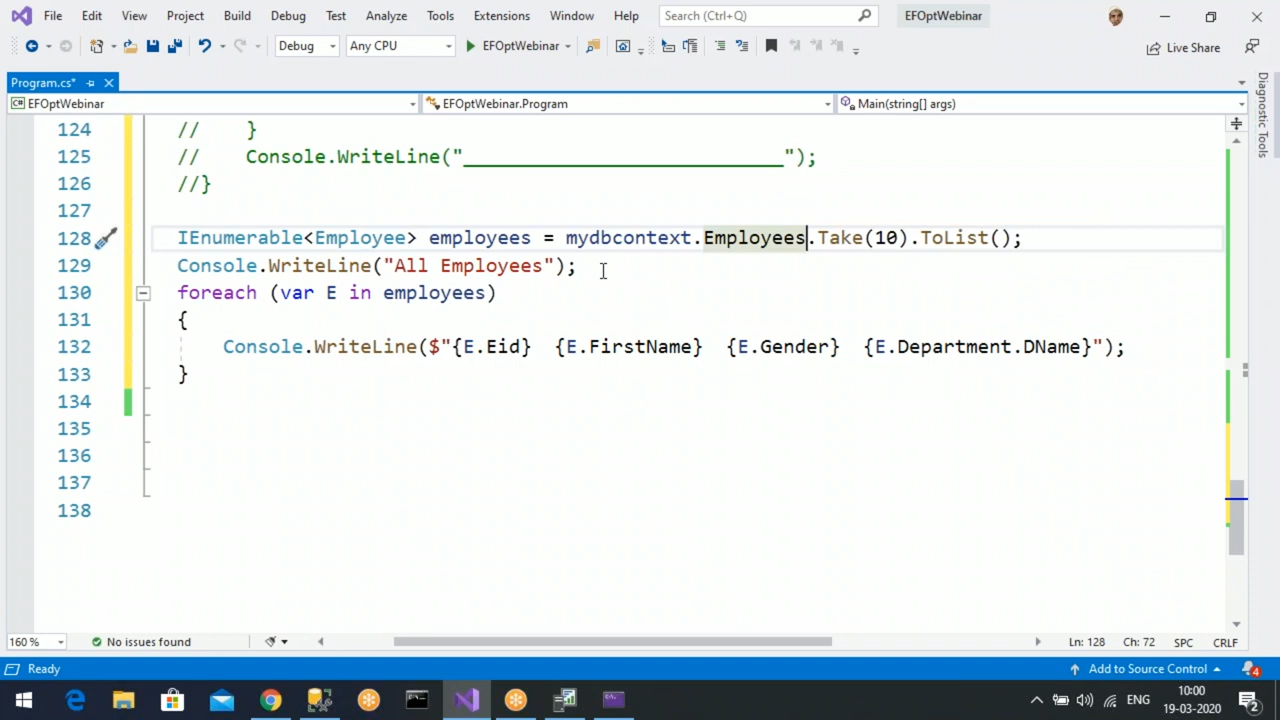 File Edit View Project Build Debug Test Analyze Tools Extensions Window Help Search (Ctrl+Q) EFOptWebinar
Debug Any CPU EFOptWebinar Live Share
Program.cs*
EFOptWebinar EFOptWebinar.Program Main(string[] args)
Diagnostic Tools
124 // }
125 // Console.WriteLine("____________________________");
126 //}
127
128 IEnumerable<Employee> employees = mydbcontext.Employees.Take(10).ToList();
129 Console.WriteLine("All Employees");
130 foreach (var E in employees)
131 {
132 Console.WriteLine($"{E.Eid}  {E.FirstName}  {E.Gender}  {E.Department.DName}");
133 }
134
135
136
137
138
160 % No issues found Ln: 128 Ch: 72 SPC CRLF
Ready Add to Source Control 4
ENG 10:00
19-03-2020 2